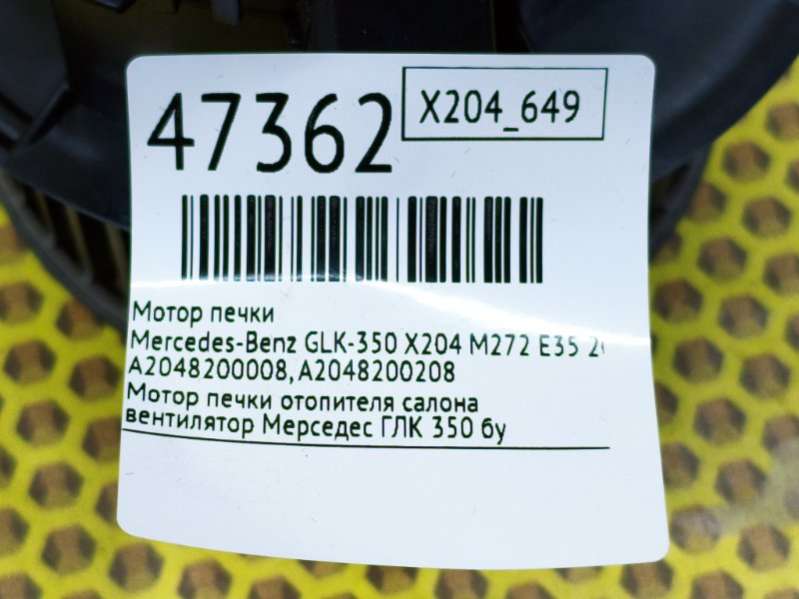 47362
X204_649
Мотор печки
Mercedes-Benz GLK-350 X204 M272 E35
A2048200008, A2048200208
Мотор печки отопителя салона
вентилятор Мерседес ГЛК 350 бу